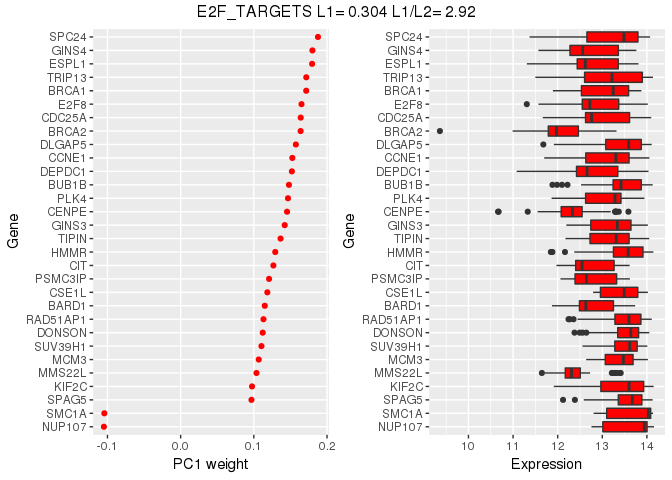 E2F_TARGETS L1= 0.304 L1/L2= 2.92
Gene
SPC24
GINS4
ESPL1
TRIP13
BRCA1
E2F8
CDC25A
BRCA2
DLGAP5
CCNE1
DEPDC1
BUB1B
PLK4
CENPE
GINS3
TIPIN
HMMR
CIT
PSMC3IP
CSE1L
BARD1
RAD51AP1
DONSON
SUV39H1
MCM3
MMS22L
KIF2C
SPAG5
SMC1A
NUP107
-0.1 0.0 0.1 0.2
PC1 weight
Gene
SPC24
GINS4
ESPL1
TRIP13
BRCA1
E2F8
CDC25A
BRCA2
DLGAP5
CCNE1
DEPDC1
BUB1B
PLK4
CENPE
GINS3
TIPIN
HMMR
CIT
PSMC3IP
CSE1L
BARD1
RAD51AP1
DONSON
SUV39H1
MCM3
MMS22L
KIF2C
SPAG5
SMC1A
NUP107
10 11 12 13 14
Expression